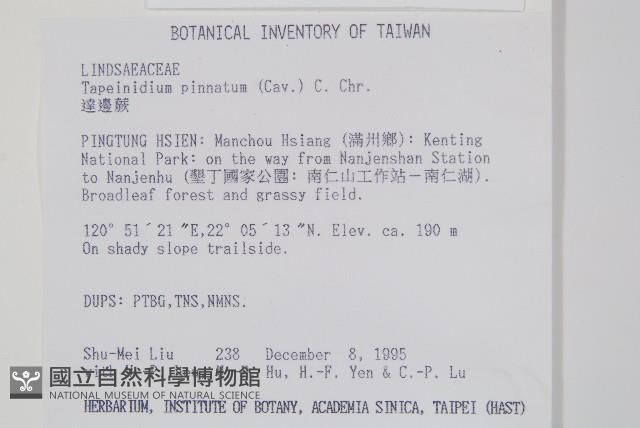 BOTANICAL INVENTORY OF TAIWAN
LINDSAEACEAE
Tapeinidium pinnatum (Cav.) C. Chr.
達邊蕨
PINGTUNG HSIEN: Manchou Hsiang (滿州鄉): Kenting
National Park: on the way from Nanjenshan Station
to Nanjenhu (墾丁國家公園: 南仁山工作站－南仁湖).
Broadleaf forest and grassy field.
120° 51´21 ″E,22° 05´13 ″N. Elev. ca. 190 m
On shady slope trailside.
DUPS: PTBG,TNS,NMNS.
Shu-Mei Liu 238 December 8, 1995
Hu, H.-F. Yen & C.-P. Lu
國立自然科學博物館
NATIONAL MUSEUM OF NATURAL SCIENCE
HERBARIUM, INSTITUTE OF BOTANY, ACADEMIA SINICA, TAIPEI (HAST)